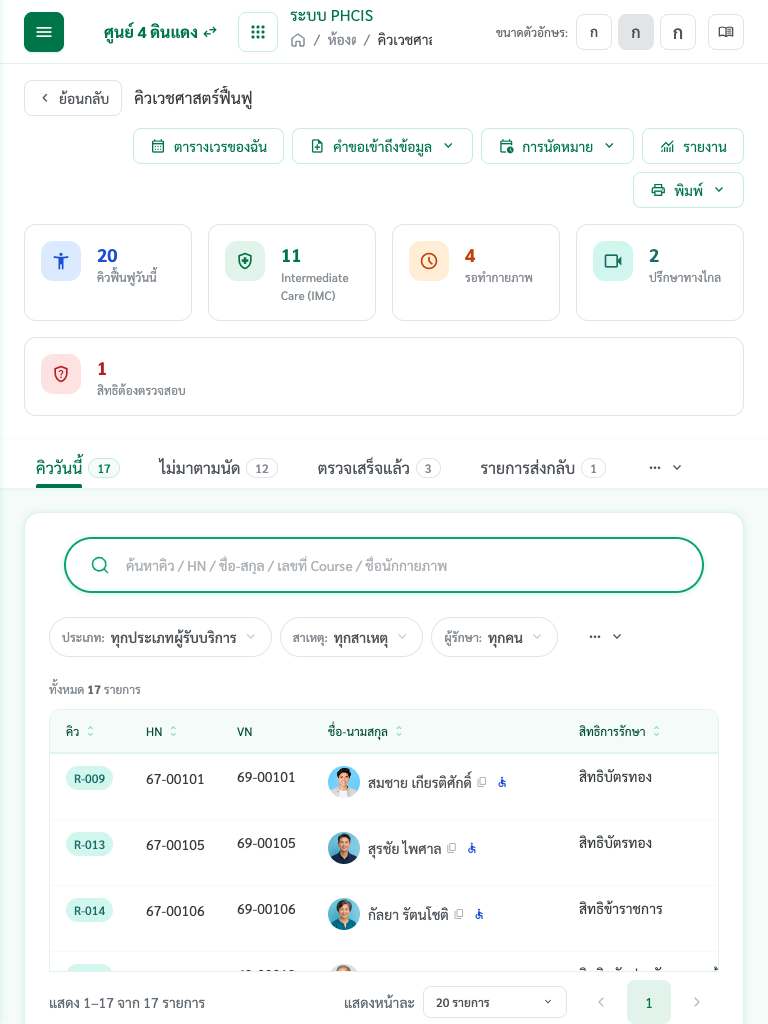 ศูนย์ 4 ดินแดง
ระบบ PHCIS
/ ห้องต / คิวเวชศาส
ขนาดตัวอักษร: ก ก ก
ย้อนกลับ คิวเวชศาสตร์ฟื้นฟู
ตารางเวรของฉัน คำขอเข้าถึงข้อมูล การนัดหมาย รายงาน
พิมพ์
20
คิวฟื้นฟูวันนี้
11
Intermediate
Care (IMC)
4
รอทำกายภาพ
2
ปรึกษาทางไกล
1
สิทธิต้องตรวจสอบ
คิววันนี้ 17 ไม่มาตามนัด 12 ตรวจเสร็จแล้ว 3 รายการส่งกลับ 1 ...
ค้นหาคิว / HN / ชื่อ-สกุล / เลขที่ Course / ชื่อนักกายภาพ
ประเภท: ทุกประเภทผู้รับบริการ สาเหตุ: ทุกสาเหตุ ผู้รักษา: ทุกคน ...
ทั้งหมด 17 รายการ
คิว HN VN ชื่อ-นามสกุล สิทธิการรักษา
R-009 67-00101 69-00101 สมชาย เกียรติศักดิ์ สิทธิบัตรทอง
R-013 67-00105 69-00105 สุรชัย ไพศาล สิทธิบัตรทอง
R-014 67-00106 69-00106 กัลยา รัตนโชติ สิทธิข้าราชการ
แสดง 1–17 จาก 17 รายการ แสดงหน้าละ 20 รายการ 1